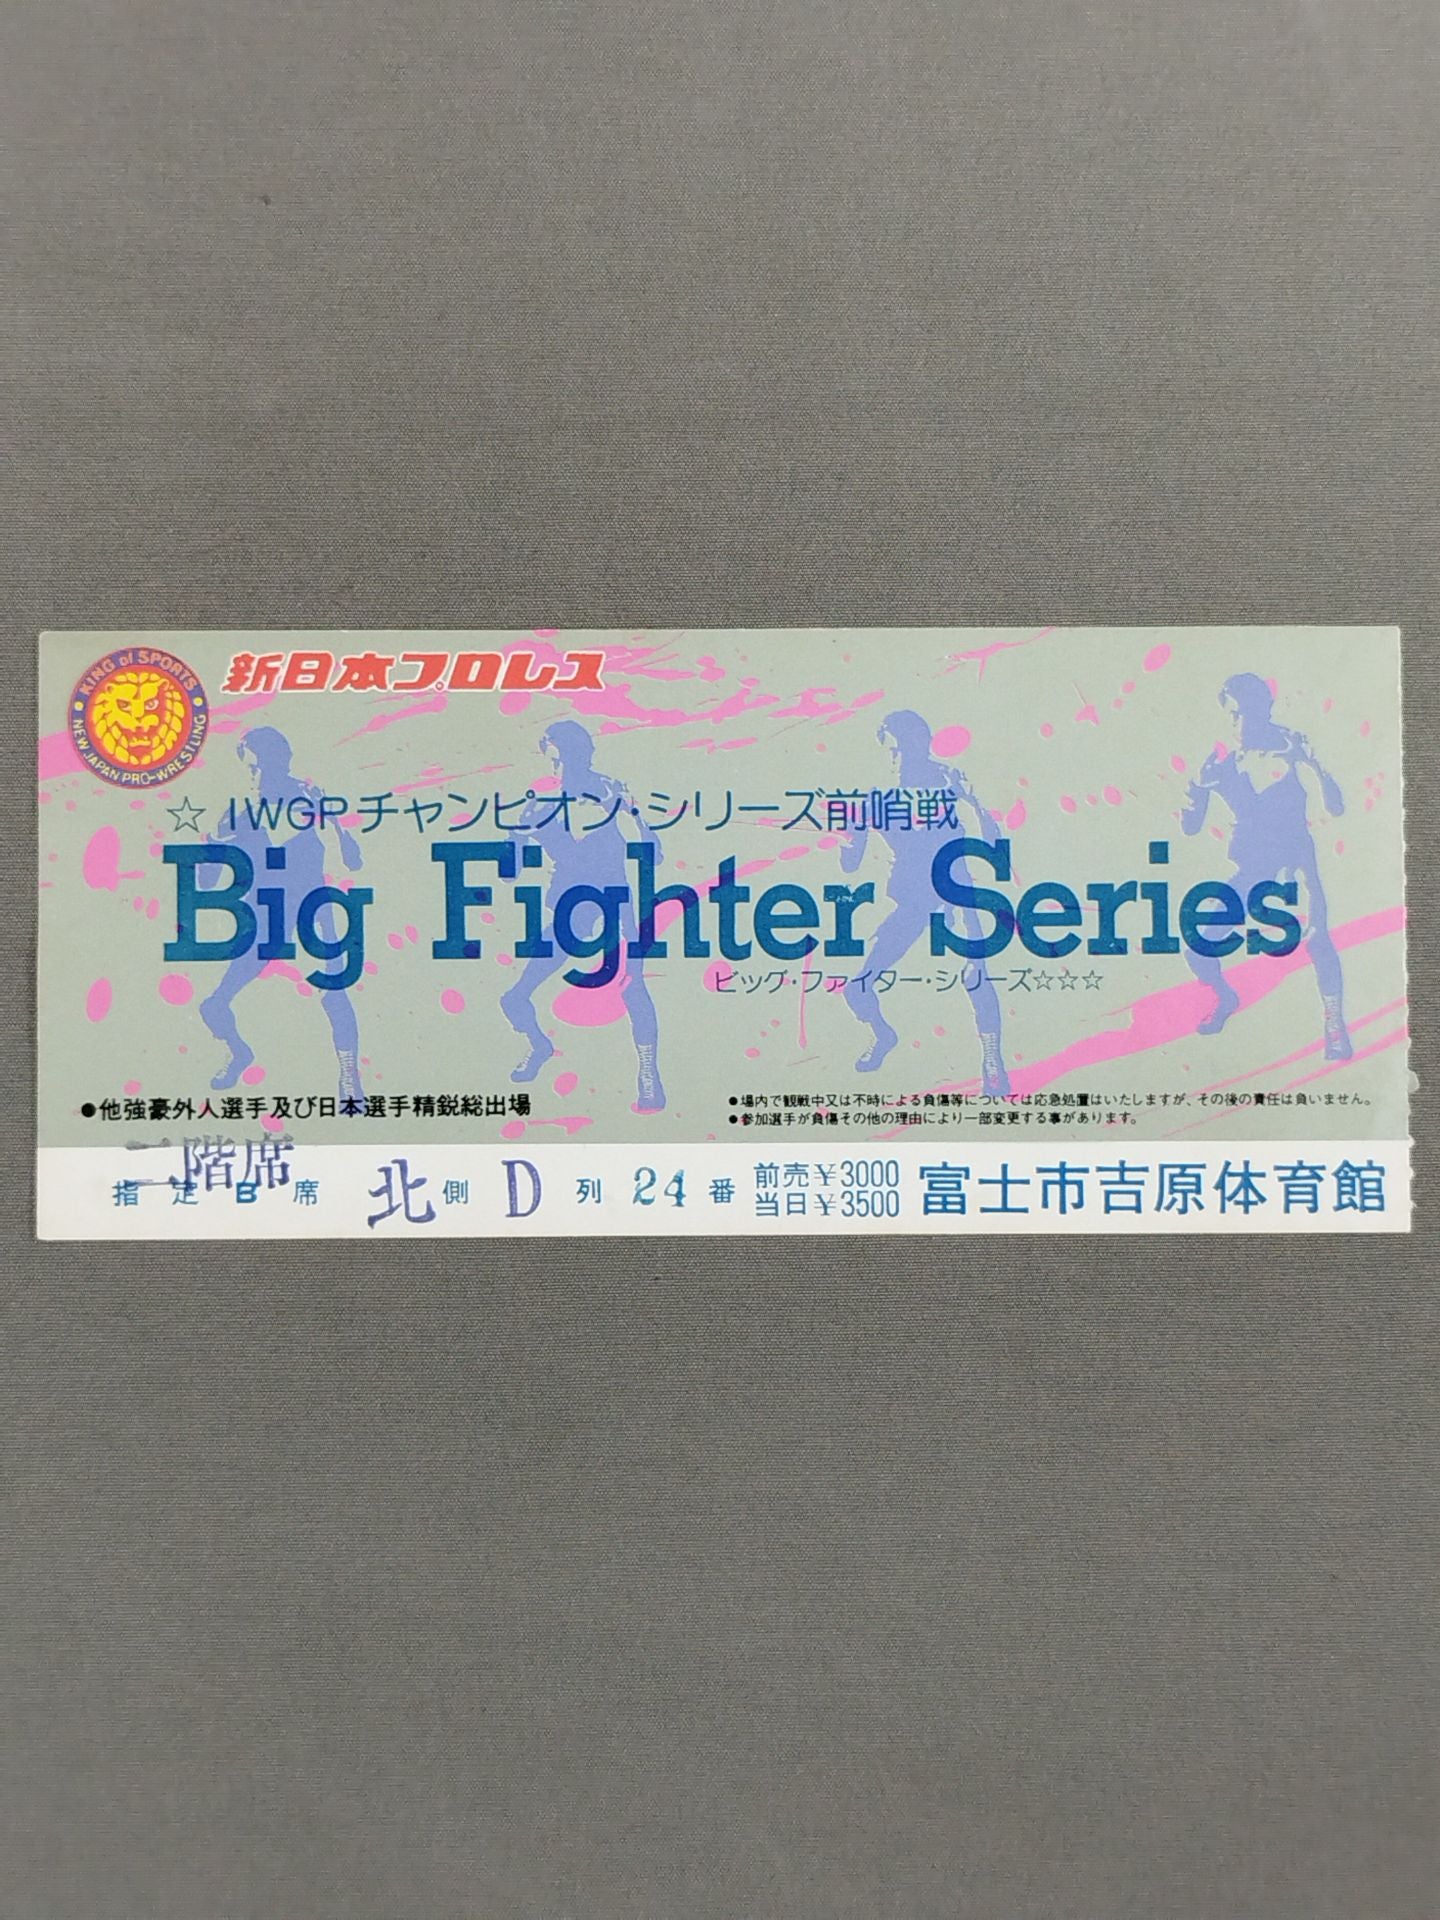 KING of SPORTS
NEW JAPAN PRO-WRESTLING
新日本プロレス
☆IWGPチャンピオン・シリーズ前哨戦
Big Fighter Series
ビッグ・ファイター・シリーズ☆☆☆
●他強豪外人選手及び日本選手精鋭総出場
●場内で観戦中又は不時による負傷等については応急処置はいたしますが、その後の責任は負いません。
●参加選手が負傷その他の理由により一部変更する事があります。
二階席
指定B席 北側 D列 24番
前売¥3000
当日¥3500
富士市吉原体育館